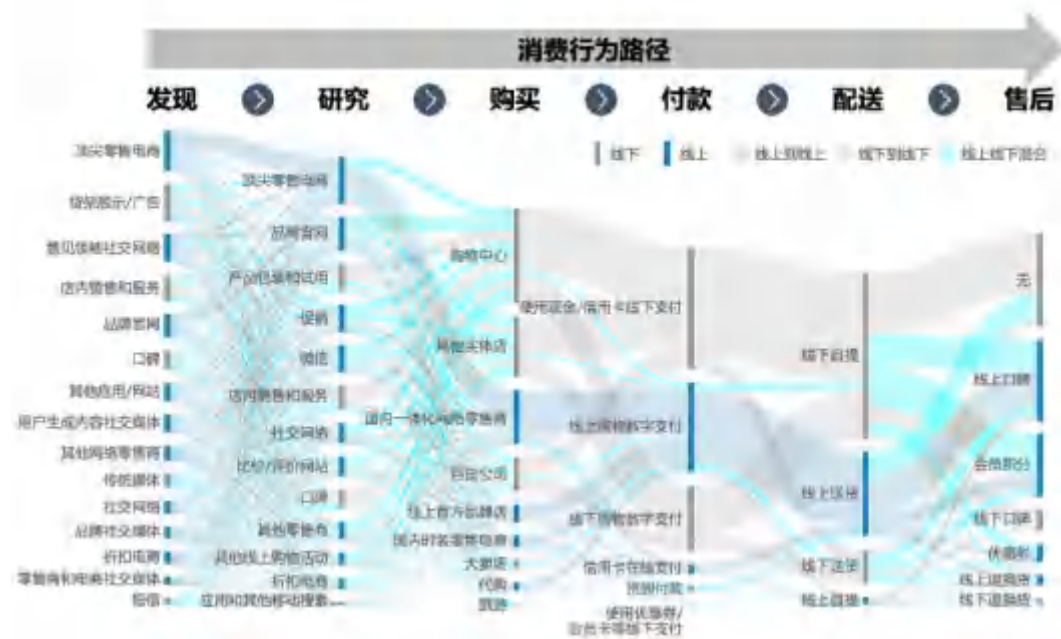 消费行为路径
发现
研究
购买
付款
配送
售后
线下
线上
线上到线上
线下到线下
线上线下混合
顶尖零售电商
货架展示/广告
意见领袖社交网络
店内销售和服务
品牌官网
口碑
其他应用/网站
用户生成内容社交媒体
其他网络零售商
传统媒体
社交网络
品牌社交媒体
折扣电商
零售商和电商社交媒体
短信
顶尖零售电商
品牌官网
产品包装和试用
促销
微信
店内销售和服务
社交网络
比价/评价网站
口碑
其他零售商
其他线上购物活动
折扣电商
应用和其他移动搜索
购物中心
其他实体店
国内一体化网络零售商
百货公司
线上官方品牌店
国内时装零售电商
大卖场
代购
使用现金/信用卡线下支付
线上购物数字支付
线下购物数字支付
信用卡在线支付
货到付款
使用优惠券/
会员卡等线下支付
线下自提
线上送货
线下送货
线上自提
无
线上口碑
会员积分
线下口碑
优惠券
线上退换货
线下退换货